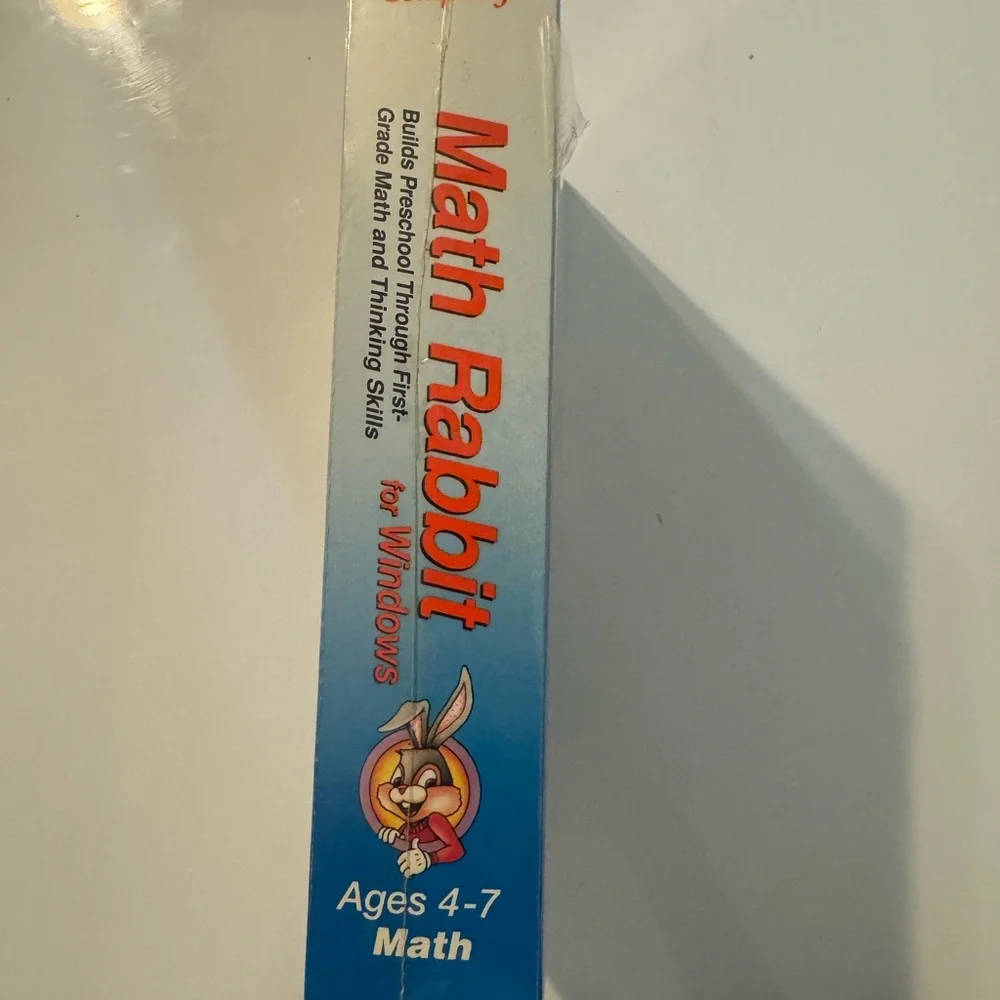 Math Rabbit
Builds Preschool Through First-
Grade Math and Thinking Skills
for Windows
Ages 4-7
Math